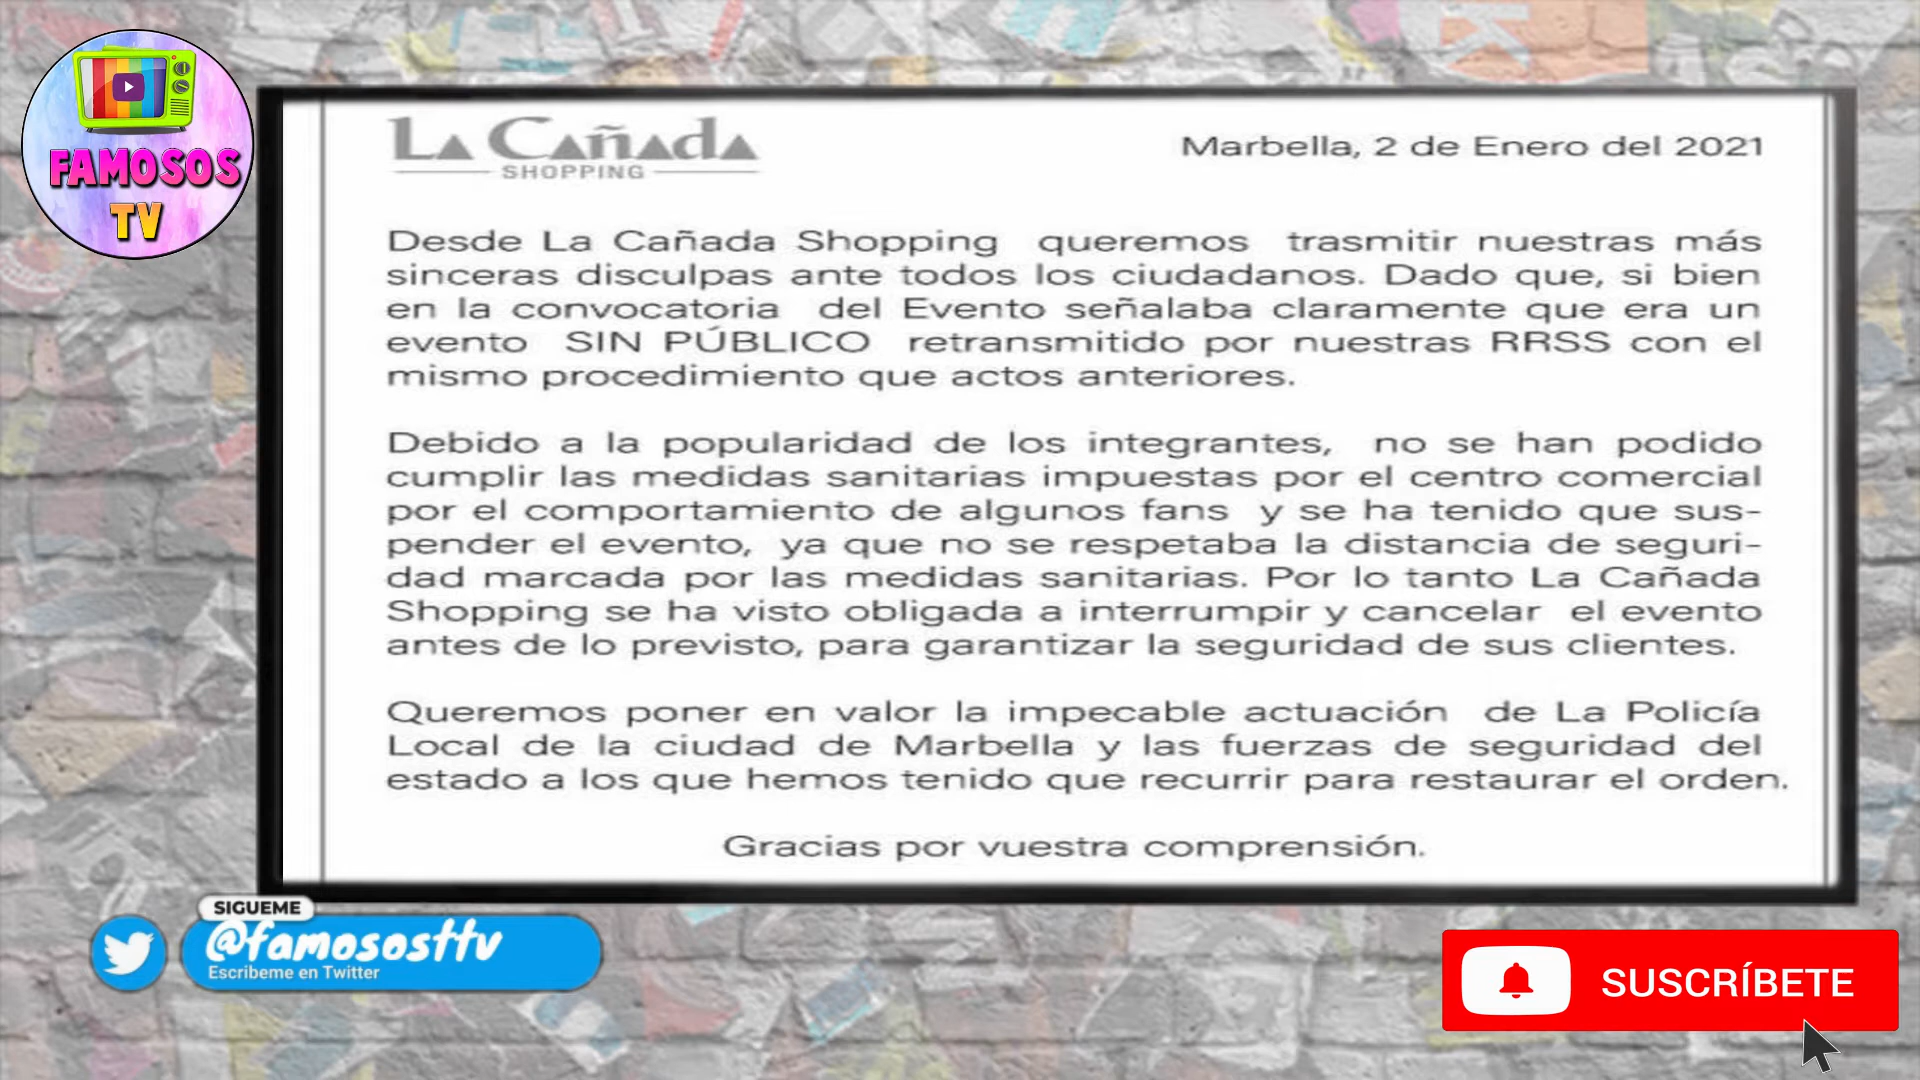 FAMOSOS
TV
La Cañada
SHOPPING
Marbella, 2 de Enero del 2021
Desde La Cañada Shopping queremos trasmitir nuestras más
sinceras disculpas ante todos los ciudadanos. Dado que, si bien
en la convocatoria del Evento señalaba claramente que era un
evento SIN PÚBLICO retransmitido por nuestras RRSS con el
mismo procedimiento que actos anteriores.
Debido a la popularidad de los integrantes, no se han podido
cumplir las medidas sanitarias impuestas por el centro comercial
por el comportamiento de algunos fans y se ha tenido que sus-
pender el evento, ya que no se respetaba la distancia de seguri-
dad marcada por las medidas sanitarias. Por lo tanto La Cañada
Shopping se ha visto obligada a interrumpir y cancelar el evento
antes de lo previsto, para garantizar la seguridad de sus clientes.
Queremos poner en valor la impecable actuación de La Policía
Local de la ciudad de Marbella y las fuerzas de seguridad del
estado a los que hemos tenido que recurrir para restaurar el orden.
Gracias por vuestra comprensión.
SIGUEME
@famososttv
Escribeme en Twitter
SUSCRÍBETE